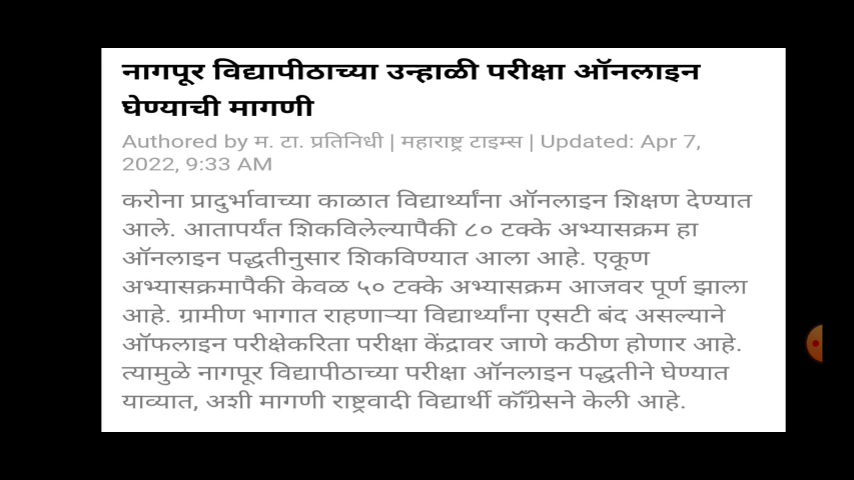 नागपूर विद्यापीठाच्या उन्हाळी परीक्षा ऑनलाइन
घेण्याची मागणी
Authored by म. टा. प्रतिनिधी | महाराष्ट्र टाइम्स | Updated: Apr 7,
2022, 9:33 AM
करोना प्रादुर्भावाच्या काळात विद्यार्थ्यांना ऑनलाइन शिक्षण देण्यात
आले. आतापर्यंत शिकविलेल्यापैकी ८० टक्के अभ्यासक्रम हा
ऑनलाइन पद्धतीनुसार शिकविण्यात आला आहे. एकूण
अभ्यासक्रमापैकी केवळ ५० टक्के अभ्यासक्रम आजवर पूर्ण झाला
आहे. ग्रामीण भागात राहणाऱ्या विद्यार्थ्यांना एसटी बंद असल्याने
ऑफलाइन परीक्षेकरिता परीक्षा केंद्रावर जाणे कठीण होणार आहे.
त्यामुळे नागपूर विद्यापीठाच्या परीक्षा ऑनलाइन पद्धतीने घेण्यात
याव्यात, अशी मागणी राष्ट्रवादी विद्यार्थी काँग्रेसने केली आहे.